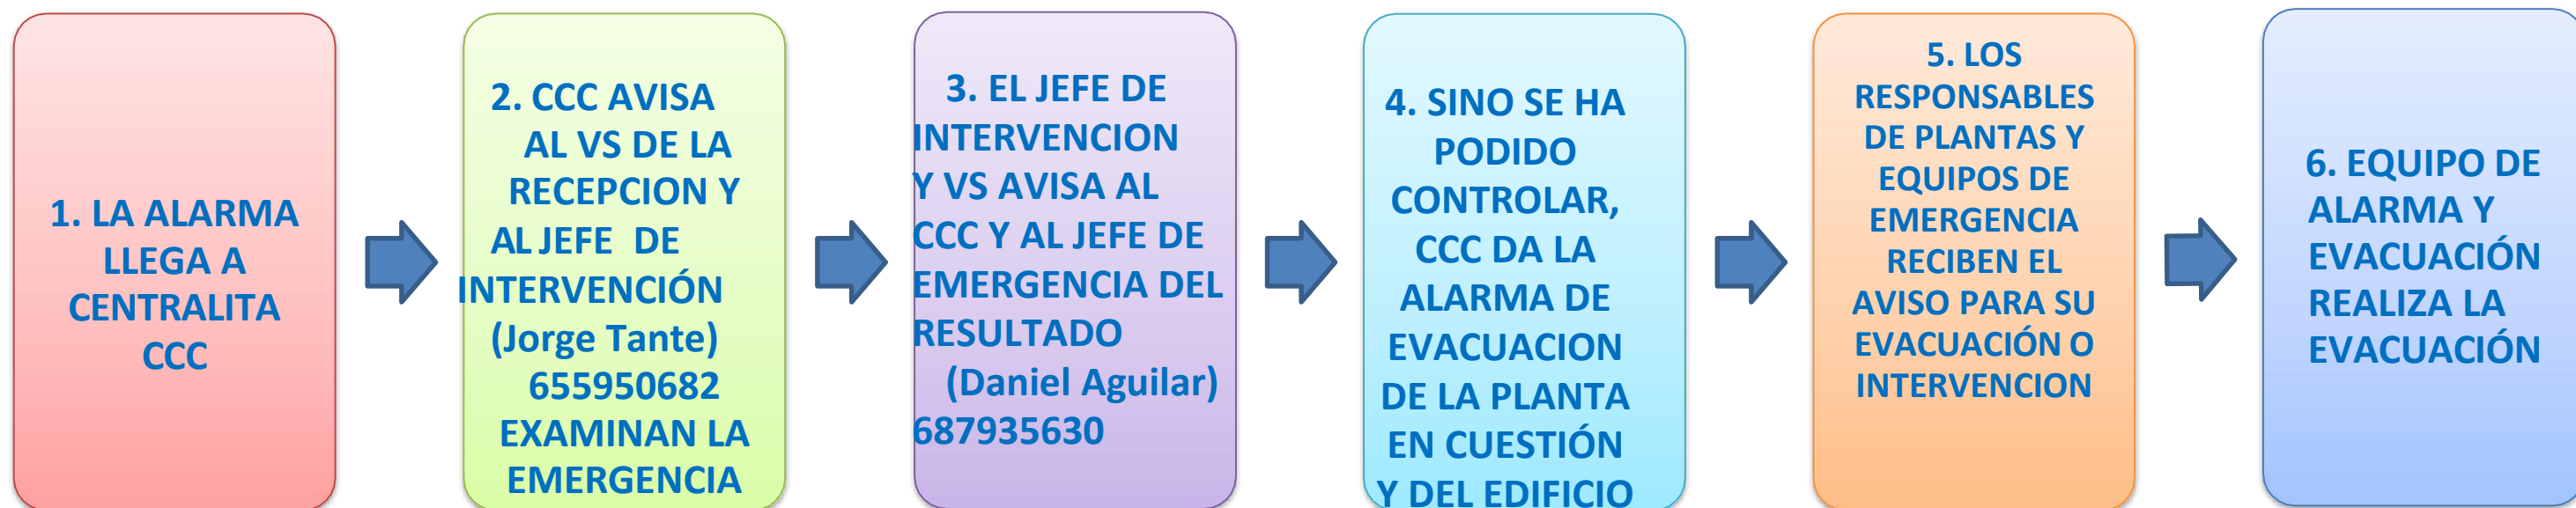 1. LA ALARMA
LLEGA A
CENTRALITA
CCC
2. CCC AVISA
AL VS DE LA
RECEPCION Y
AL JEFE DE
INTERVENCIÓN
(Jorge Tante)
655950682
EXAMINAN LA
EMERGENCIA
3. EL JEFE DE
INTERVENCION
Y VS AVISA AL
CCC Y AL JEFE DE
EMERGENCIA DEL
RESULTADO
(Daniel Aguilar)
687935630
4. SINO SE HA
PODIDO
CONTROLAR,
CCC DA LA
ALARMA DE
EVACUACION
DE LA PLANTA
EN CUESTIÓN
Y DEL EDIFICIO
5. LOS
RESPONSABLES
DE PLANTAS Y
EQUIPOS DE
EMERGENCIA
RECIBEN EL
AVISO PARA SU
EVACUACIÓN O
INTERVENCION
6. EQUIPO DE
ALARMA Y
EVACUACIÓN
REALIZA LA
EVACUACIÓN